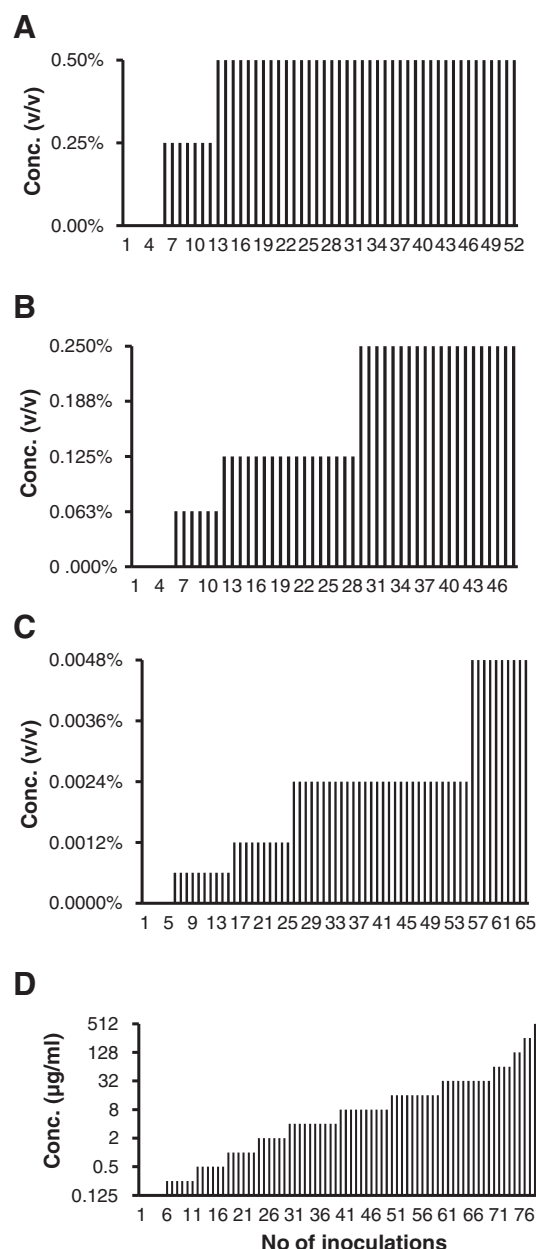 A
Conc. (v/v)
0.50%
0.25%
0.00%
1 4 7 10 13 16 19 22 25 28 31 34 37 40 43 46 49 52
B
Conc. (v/v)
0.250%
0.188%
0.125%
0.063%
0 .000%
1 4 7 10 13 16 19 22 25 28 31 34 37 40 43 46
C
Conc. (v/v)
0.0048%
0.0036%
0.0024%
0.0012%
0.0000%
1 5 9 13 17 21 25 29 33 37 41 45 49 53 57 61 65
D
Conc. (µg/ml)
512
128
32
8
2
0.5
0.125
1 6 11 16 21 26 31 36 41 46 51 56 61 66 71 76
No of inoculations